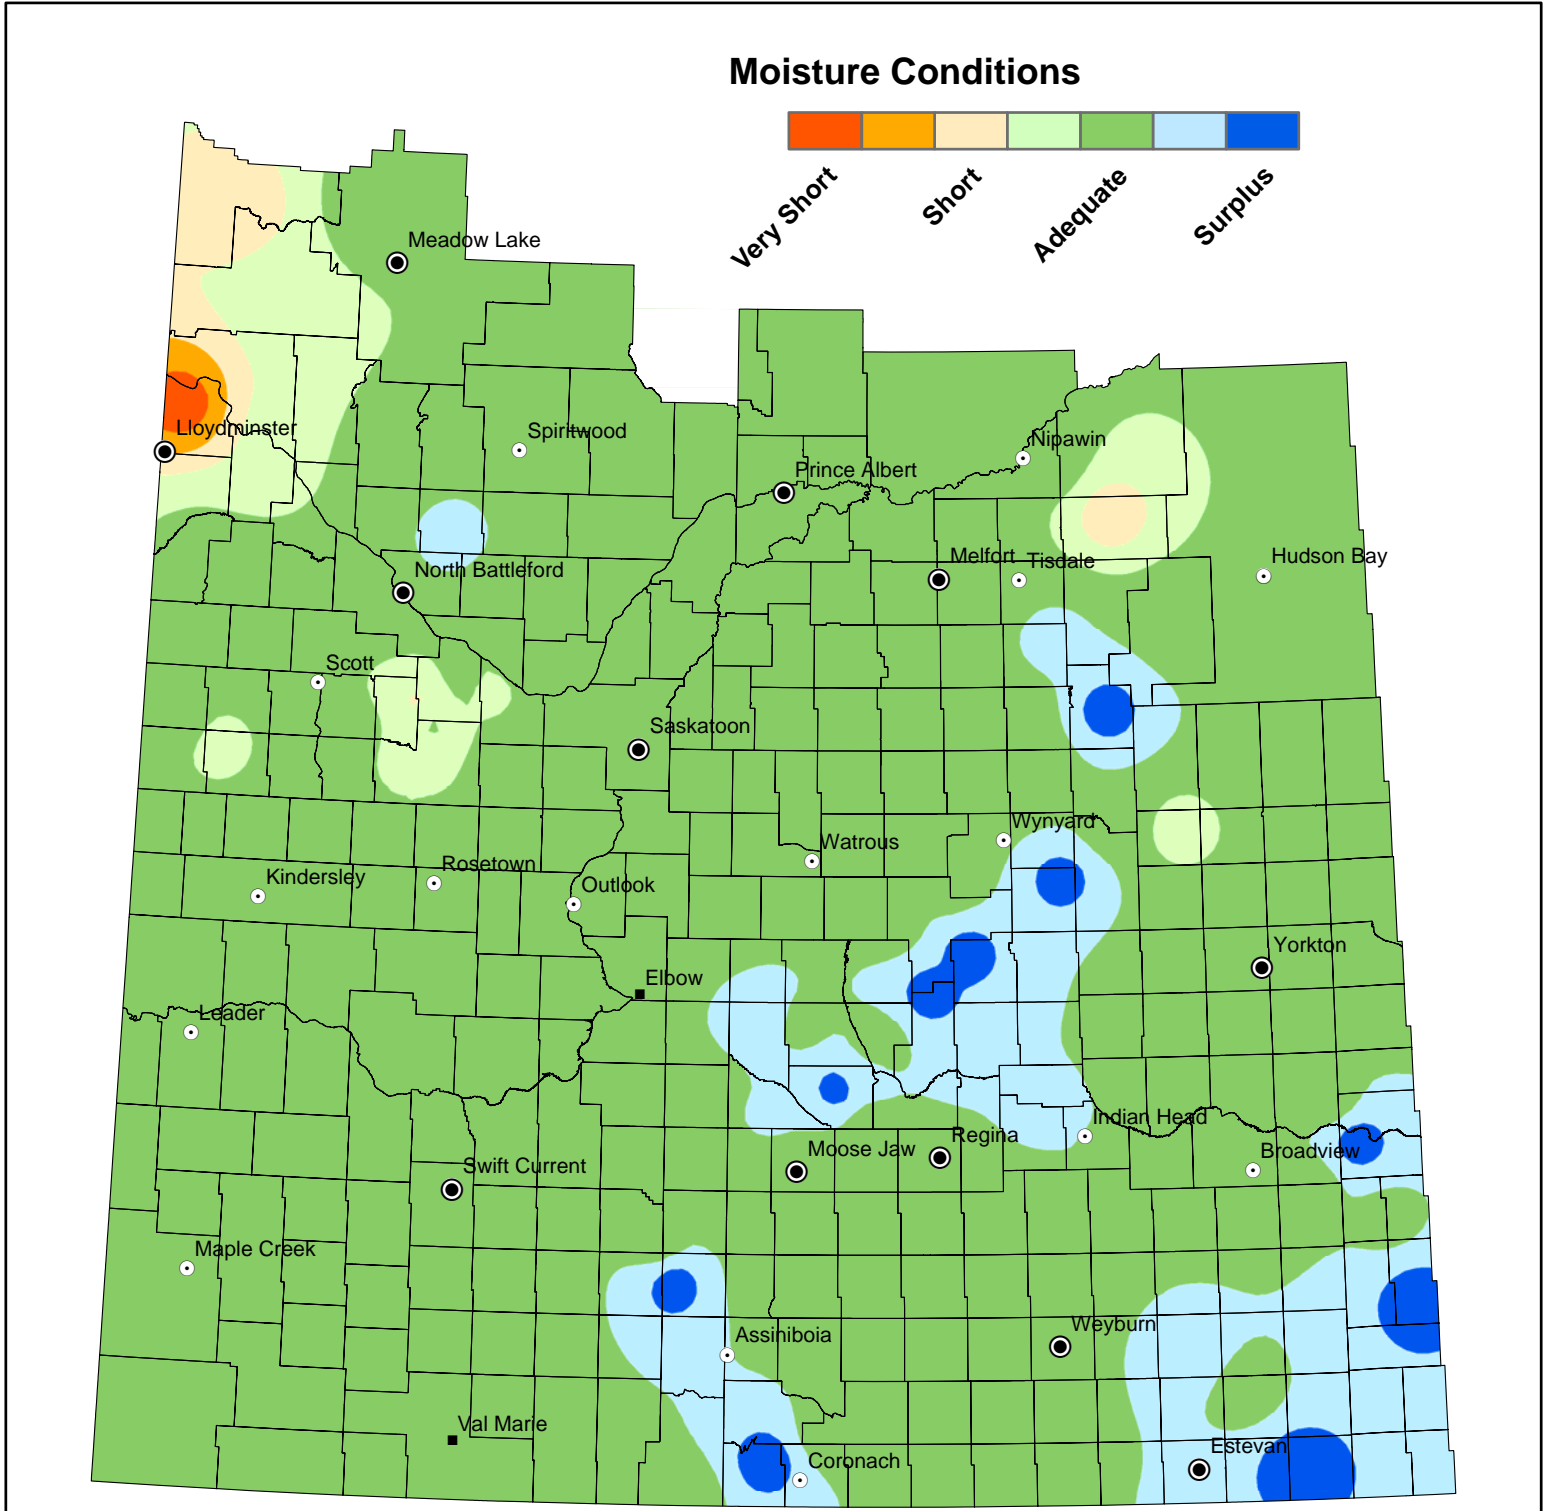 Moisture Conditions
Very Short
Short
Adequate
Surplus
Meadow Lake
Lloydminster
Spiritwood
Nipawin
Prince Albert
Melfort
Tisdale
Hudson Bay
North Battleford
Scott
Saskatoon
Wynyard
Watrous
Rosetown
Kindersley
Outlook
Yorkton
Elbow
Leader
Indian Head
Regina
Moose Jaw
Broadview
Swift Current
Maple Creek
Weyburn
Assiniboia
Val Marie
Estevan
Coronach